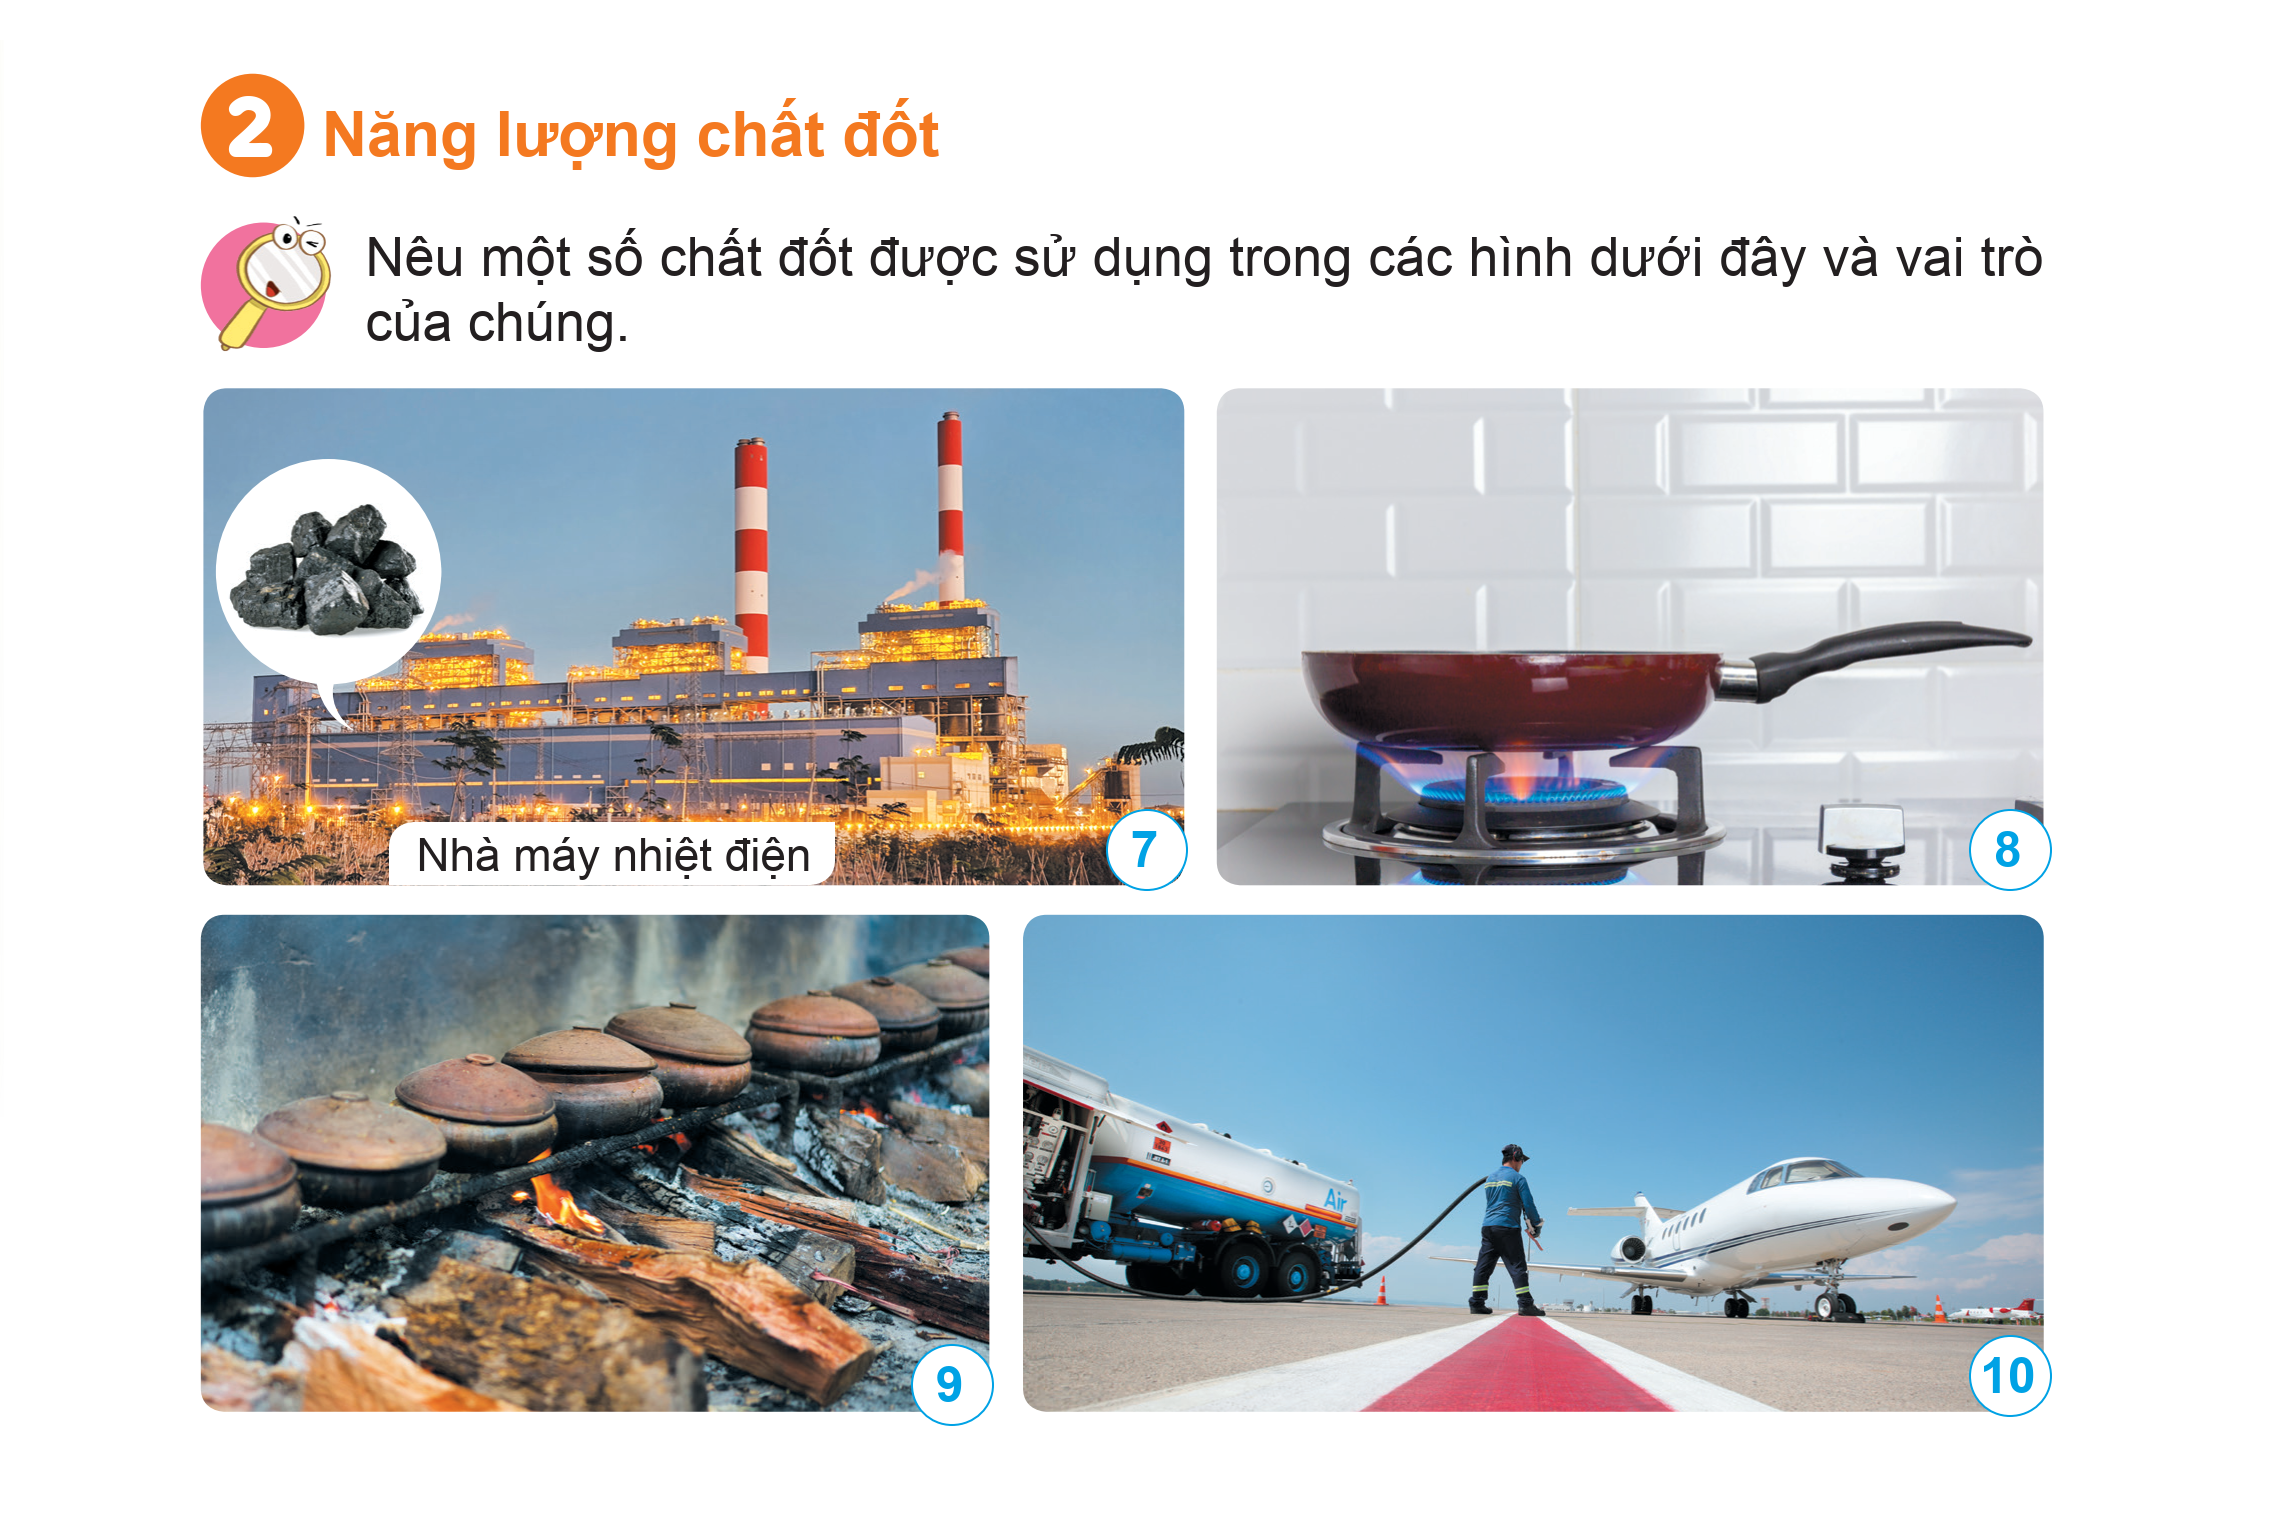 2 Năng lượng chất đốt
Nêu một số chất đốt được sử dụng trong các hình dưới đây và vai trò
của chúng.
Nhà máy nhiệt điện
7
8
Air
9
10